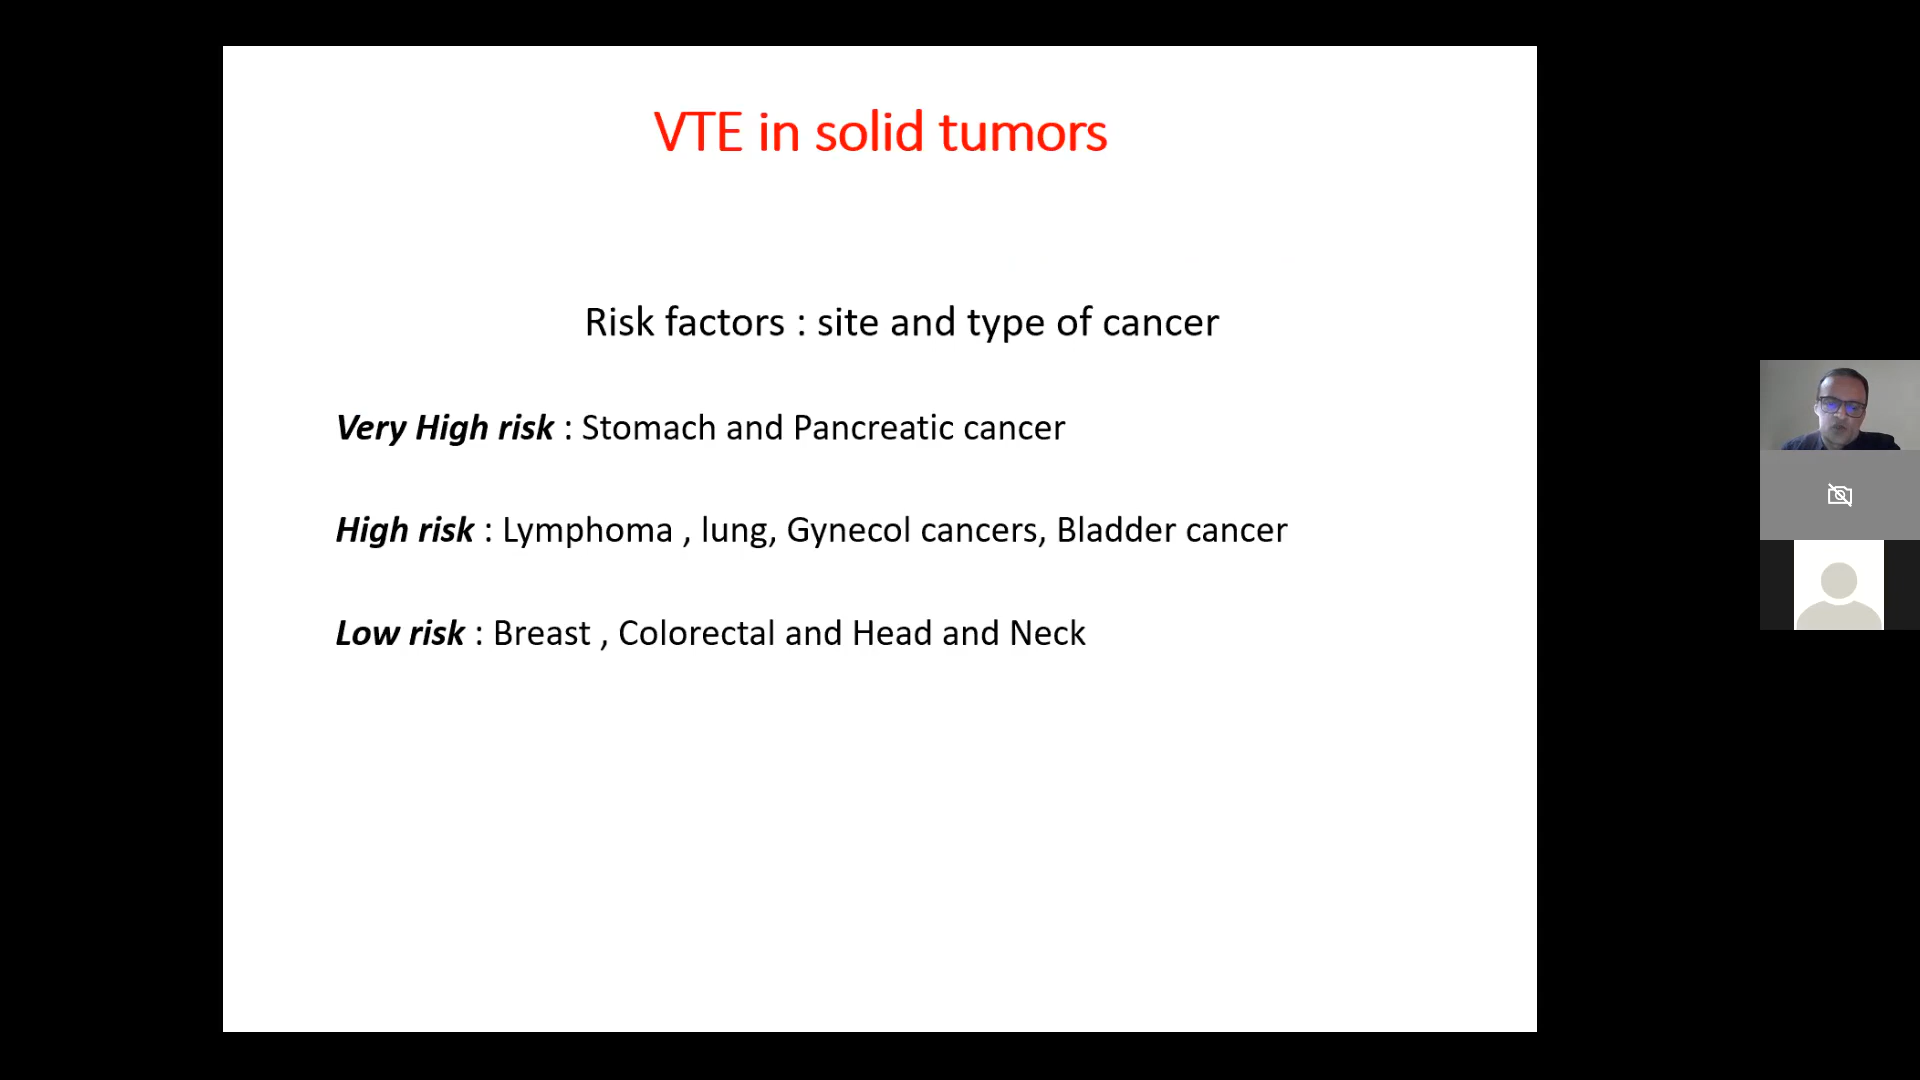 VTE in solid tumors
Risk factors : site and type of cancer
Very High risk : Stomach and Pancreatic cancer
High risk : Lymphoma , lung, Gynecol cancers, Bladder cancer
Low risk : Breast , Colorectal and Head and Neck